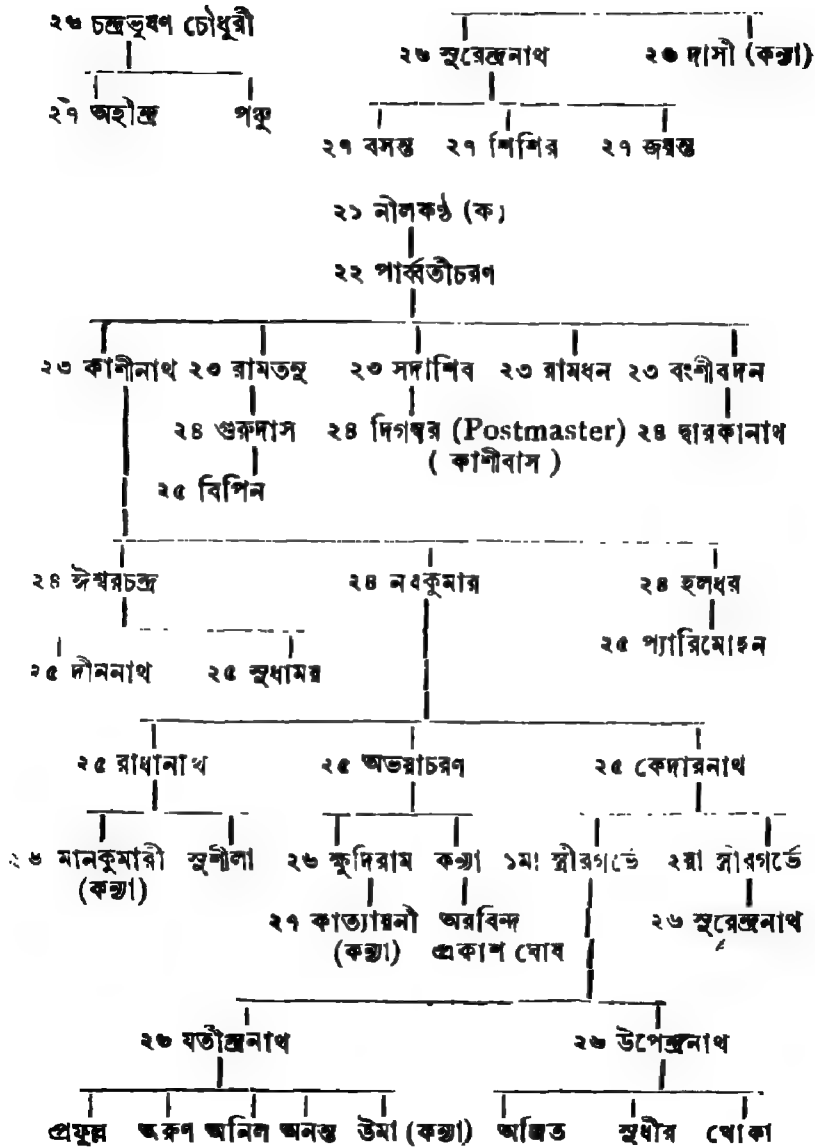 ২৬ চন্দ্রভূষণ চৌধুরী
২৬ সুরেন্দ্রনাথ ২৬ দাসী (কন্যা)
২৭ অহীন্দ্র পঞ্চু
২৭ বসন্ত ২৭ শিশির ২৭ জয়ন্ত
২১ নীলকণ্ঠ (ক)
২২ পার্ব্বতীচরণ
২৩ কাশীনাথ ২৩ রামতনু ২৩ সদাশিব ২৩ রামধন ২৩ বংশীবদন
২৪ গুরুদাস ২৪ দিগম্বর (Postmaster) ২৪ দ্বারকানাথ
( কাশীবাস )
২৫ বিপিন
২৪ ঈশ্বরচন্দ্র ২৪ নবকুমার ২৪ হলধর
২৫ প্যারিমোহন
২৫ দীননাথ ২৫ সুধাময়
২৫ রাধানাথ ২৫ অভয়াচরণ ২৫ কেদারনাথ
২৬ মানকুমারী সুশীলা ২৬ ক্ষুদিরাম কন্যা ১মা স্ত্রীরগর্ভে ২য়া স্ত্রীরগর্ভে
(কন্যা) ২৭ কাত্যায়নী অরবিন্দ ২৬ সুরেন্দ্রনাথ
(কন্যা) প্রকাশ ঘোষ
২৬ যতীন্দ্রনাথ ২৬ উপেন্দ্রনাথ
প্রফুল্ল অরুণ অনিল অনন্ত উমা (কন্যা) অজিত সুধীর খোকা